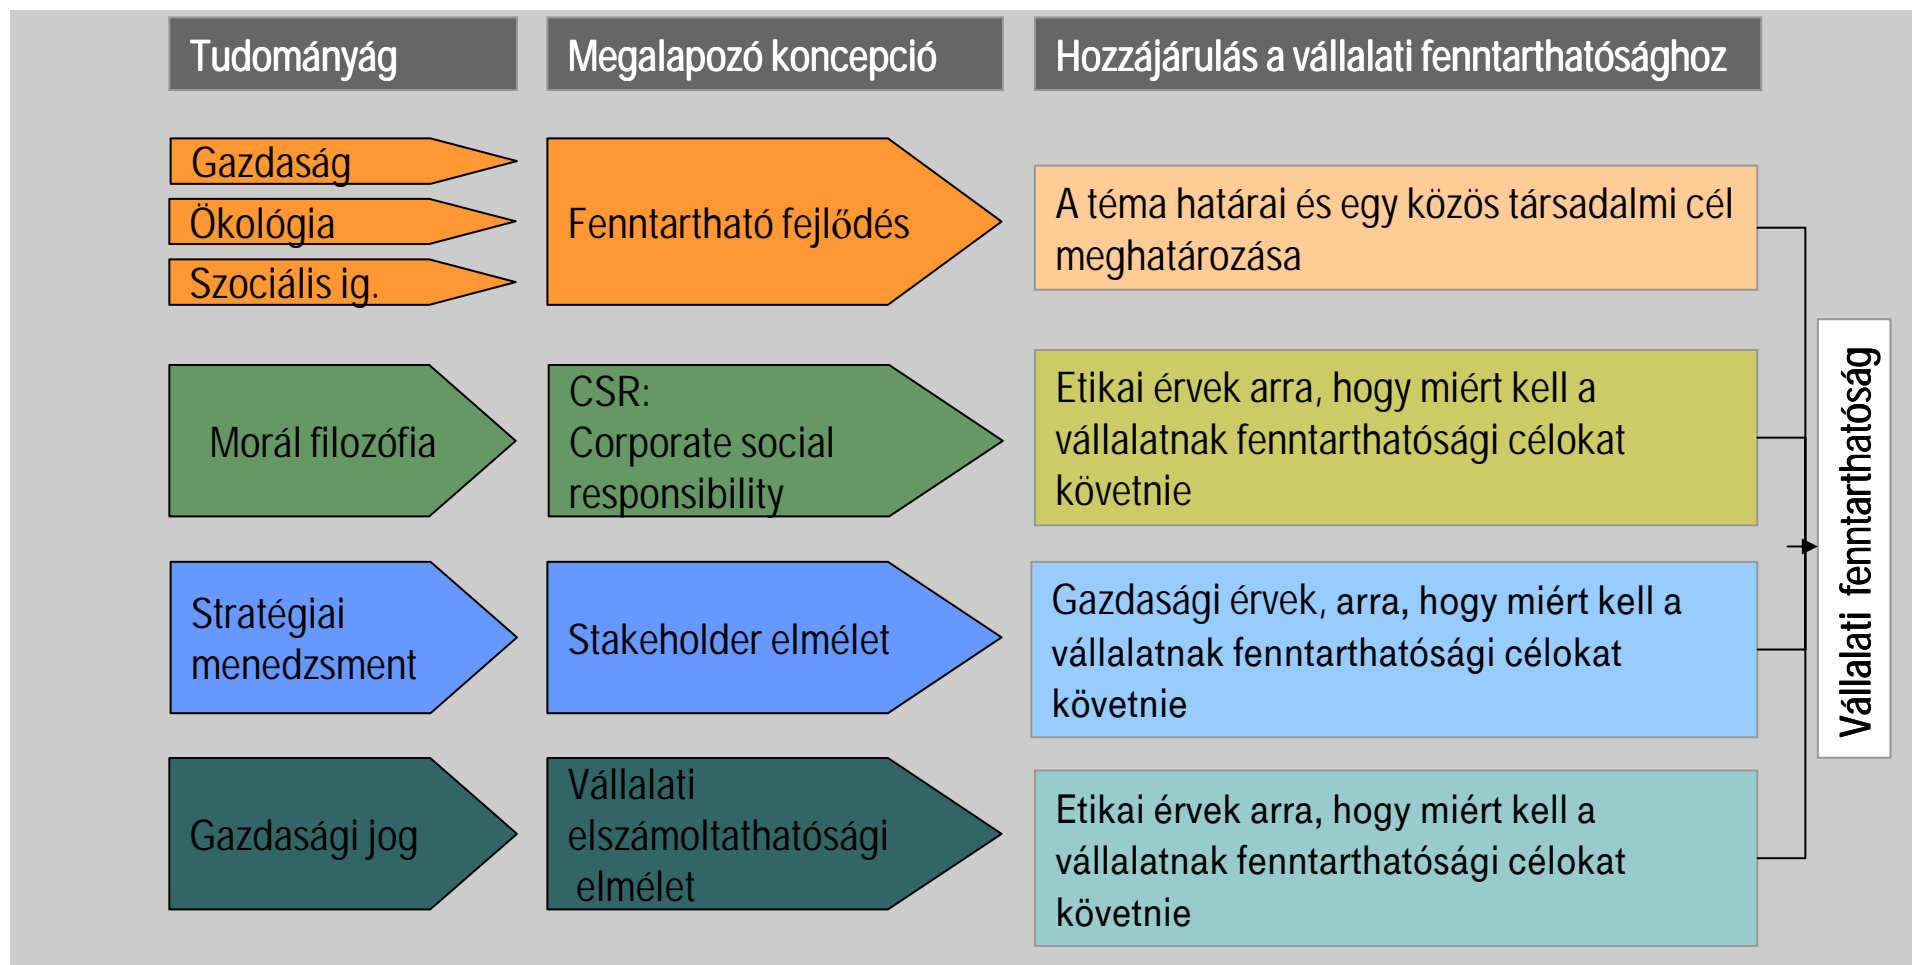 Tudományág
Megalapozó koncepció
Hozzájárulás a vállalati fenntarthatósághoz
Gazdaság
Ökológia
Szociális ig.
Fenntartható fejlődés
A téma határai és egy közös társadalmi cél
meghatározása
Morál filozófia
CSR:
Corporate social
responsibility
Etikai érvek arra, hogy miért kell a
vállalatnak fenntarthatósági célokat
követnie
Stratégiai
menedzsment
Stakeholder elmélet
Gazdasági érvek, arra, hogy miért kell a
vállalatnak fenntarthatósági célokat
követnie
Gazdasági jog
Vállalati
elszámoltathatósági
elmélet
Etikai érvek arra, hogy miért kell a
vállalatnak fenntarthatósági célokat
követnie
Vállalati fenntarthatóság